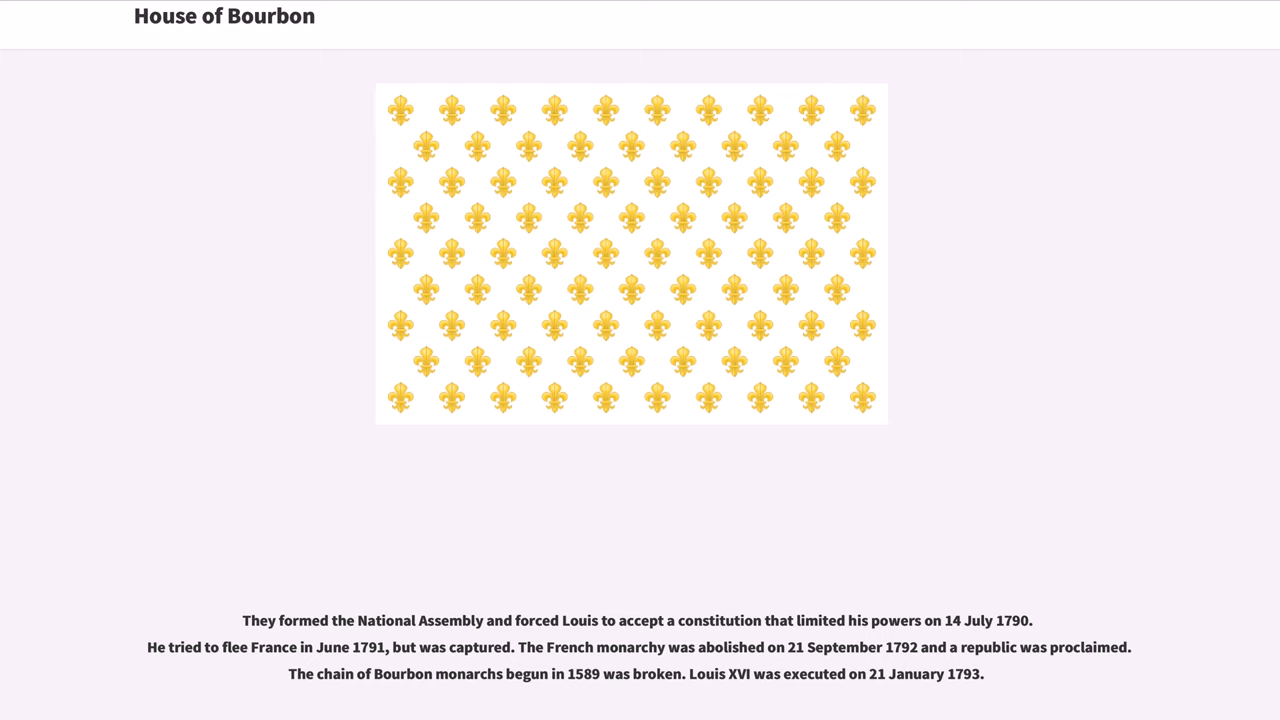 House of Bourbon
They formed the National Assembly and forced Louis to accept a constitution that limited his powers on 14 July 1790.
He tried to flee France in June 1791, but was captured. The French monarchy was abolished on 21 September 1792 and a republic was proclaimed.
The chain of Bourbon monarchs begun in 1589 was broken. Louis XVI was executed on 21 January 1793.